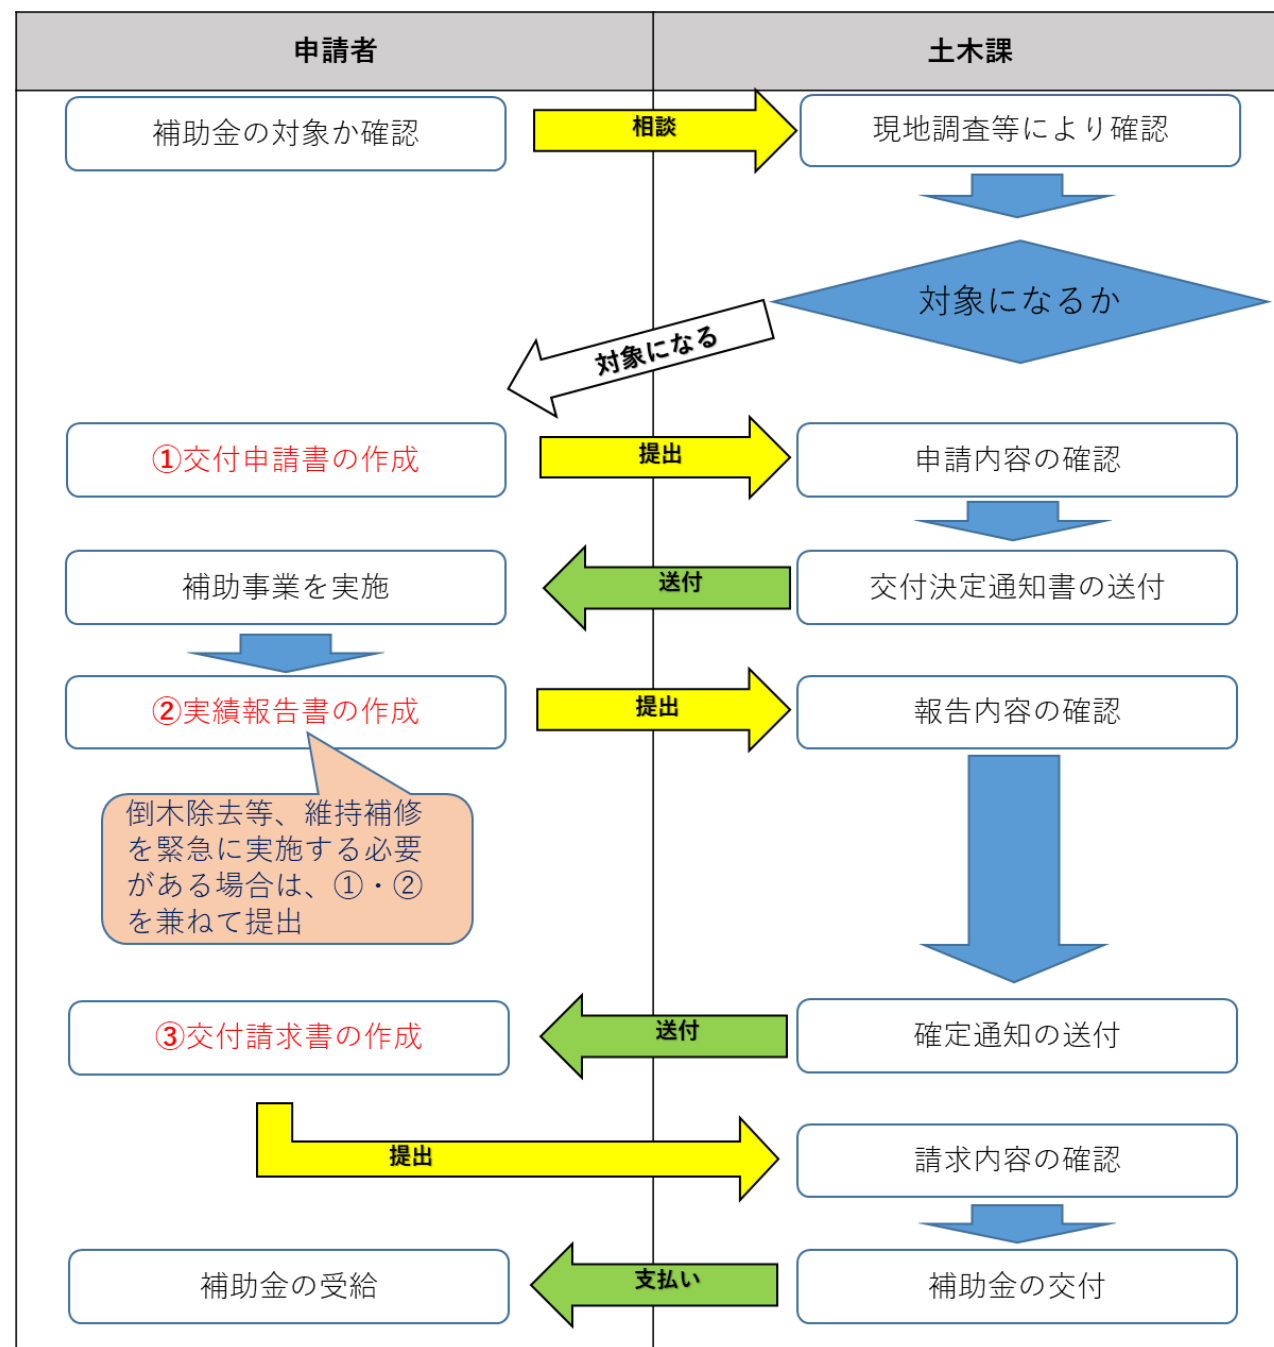 申請者
土木課
補助金の対象か確認
相談
現地調査等により確認
対象になるか
対象になる
①交付申請書の作成
提出
申請内容の確認
補助事業を実施
送付
交付決定通知書の送付
②実績報告書の作成
提出
報告内容の確認
倒木除去等、維持補修
を緊急に実施する必要
がある場合は、①・②
を兼ねて提出
③交付請求書の作成
送付
確定通知の送付
提出
請求内容の確認
補助金の受給
支払い
補助金の交付